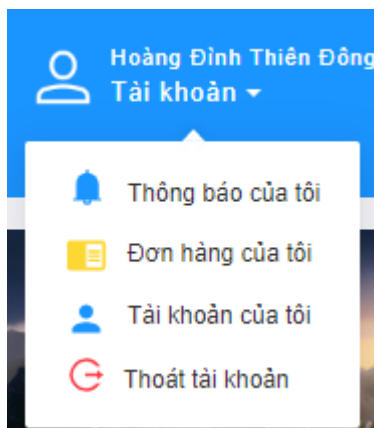 Hoàng Đình Thiên Đông
Tài khoản
Thông báo của tôi
Đơn hàng của tôi
Tài khoản của tôi
Thoát tài khoản